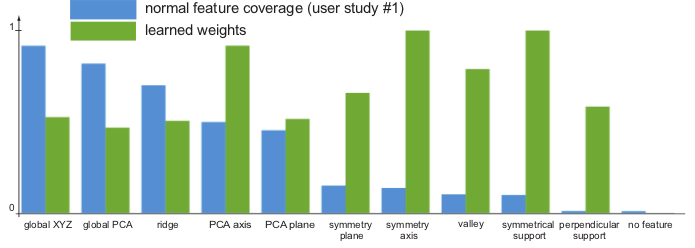 normal feature coverage (user study #1)
learned weights
1
0
global XYZ global PCA ridge PCA axis PCA plane symmetry symmetry valley symmetrical perpendicular no feature
plane axis support support